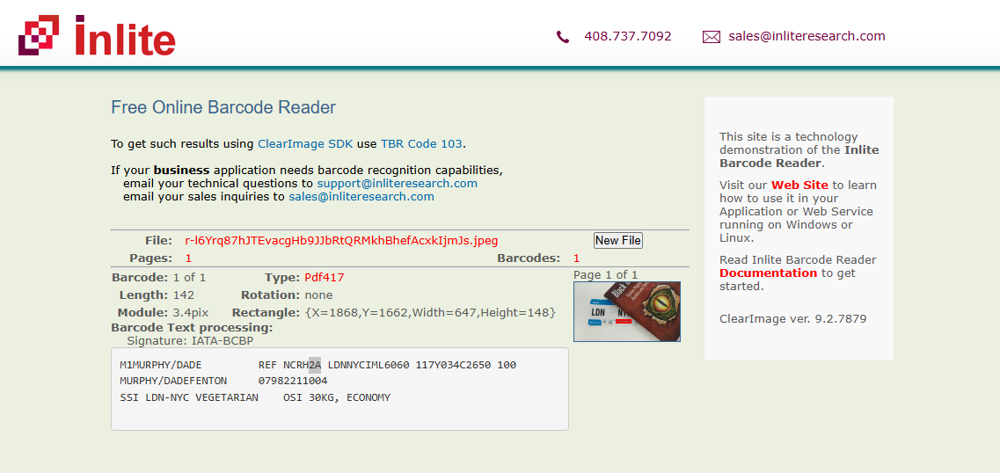 inlite
408.737.7092
sales@inliteresearch.com
Free Online Barcode Reader
To get such results using ClearImage SDK use TBR Code 103.
If your business application needs barcode recognition capabilities,
email your technical questions to support@inliteresearch.com
email your sales inquiries to sales@inliteresearch.com
File: r-l6Yrq87hJTEvacgHb9JJbRtQRMkhBhefAcxkIjmJs.jpeg New File
Pages: 1 Barcodes: 1
Barcode: 1 of 1 Type: Pdf417
Length: 142 Rotation: none
Module: 3.4pix Rectangle: {X=1868,Y=1662,Width=647,Height=148}
Barcode Text processing:
Signature: IATA-BCBP
Page 1 of 1
LDN
M1MURPHY/DADE REF NCRH2A LDNNYCIML6060 117Y034C2650 100
MURPHY/DADEFENTON 07982211004
SSI LDN-NYC VEGETARIAN OSI 30KG, ECONOMY
This site is a technology
demonstration of the Inlite
Barcode Reader.
Visit our Web Site to learn
how to use it in your
Application or Web Service
running on Windows or
Linux.
Read Inlite Barcode Reader
Documentation to get
started.
ClearImage ver. 9.2.7879